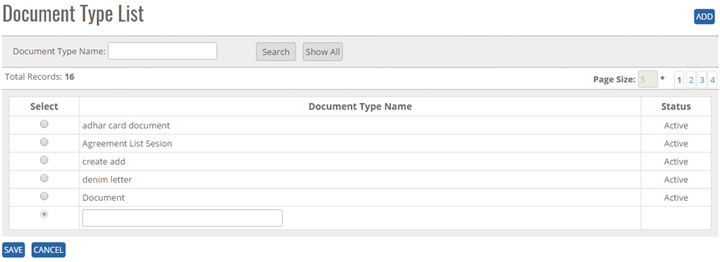 Document Type List
ADD
Document Type Name: Search Show All
Total Records: 16 Page Size: 5 * 1 2 3 4
Select Document Type Name Status
adhar card document Active
Agreement List Sesion Active
create add Active
denim letter Active
Document Active
SAVE CANCEL